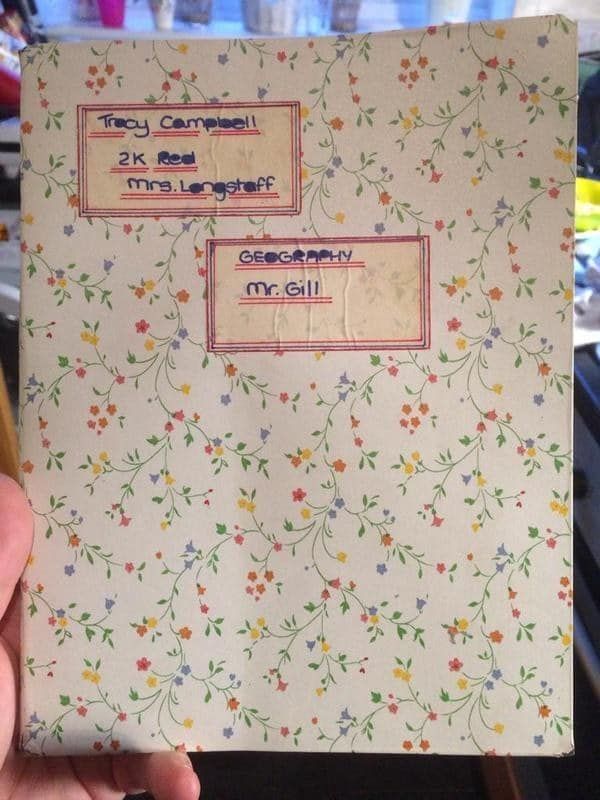 Tracy Campbell
2K Red
Mrs. Longstaff
GEOGRAPHY
Mr. Gill